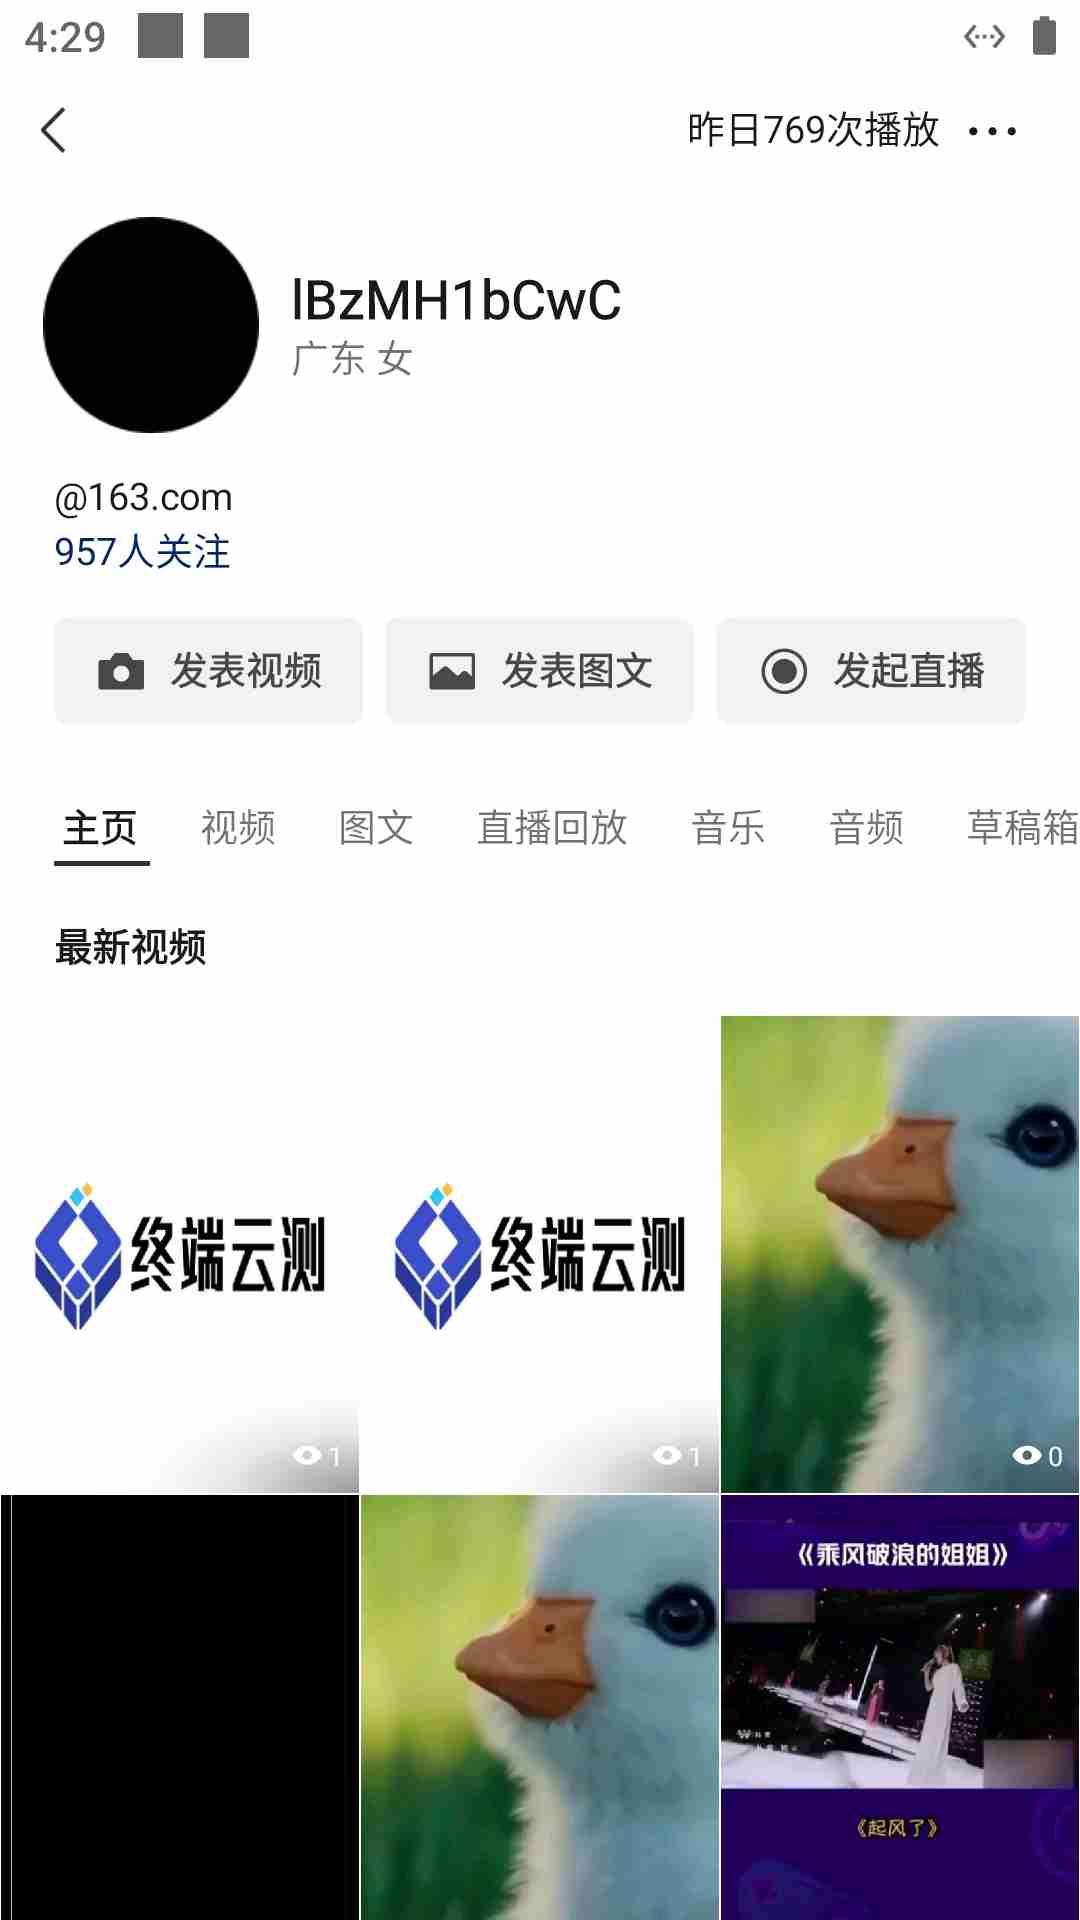 4:29
昨日769次播放
lBzMH1bCwC
广东 女
@163.com
957人关注
发表视频
发表图文
发起直播
主页
视频
图文
直播回放
音乐
音频
草稿箱
最新视频
终端云测
终端云测
1
1
0
《乘风破浪的姐姐》
《起风了》